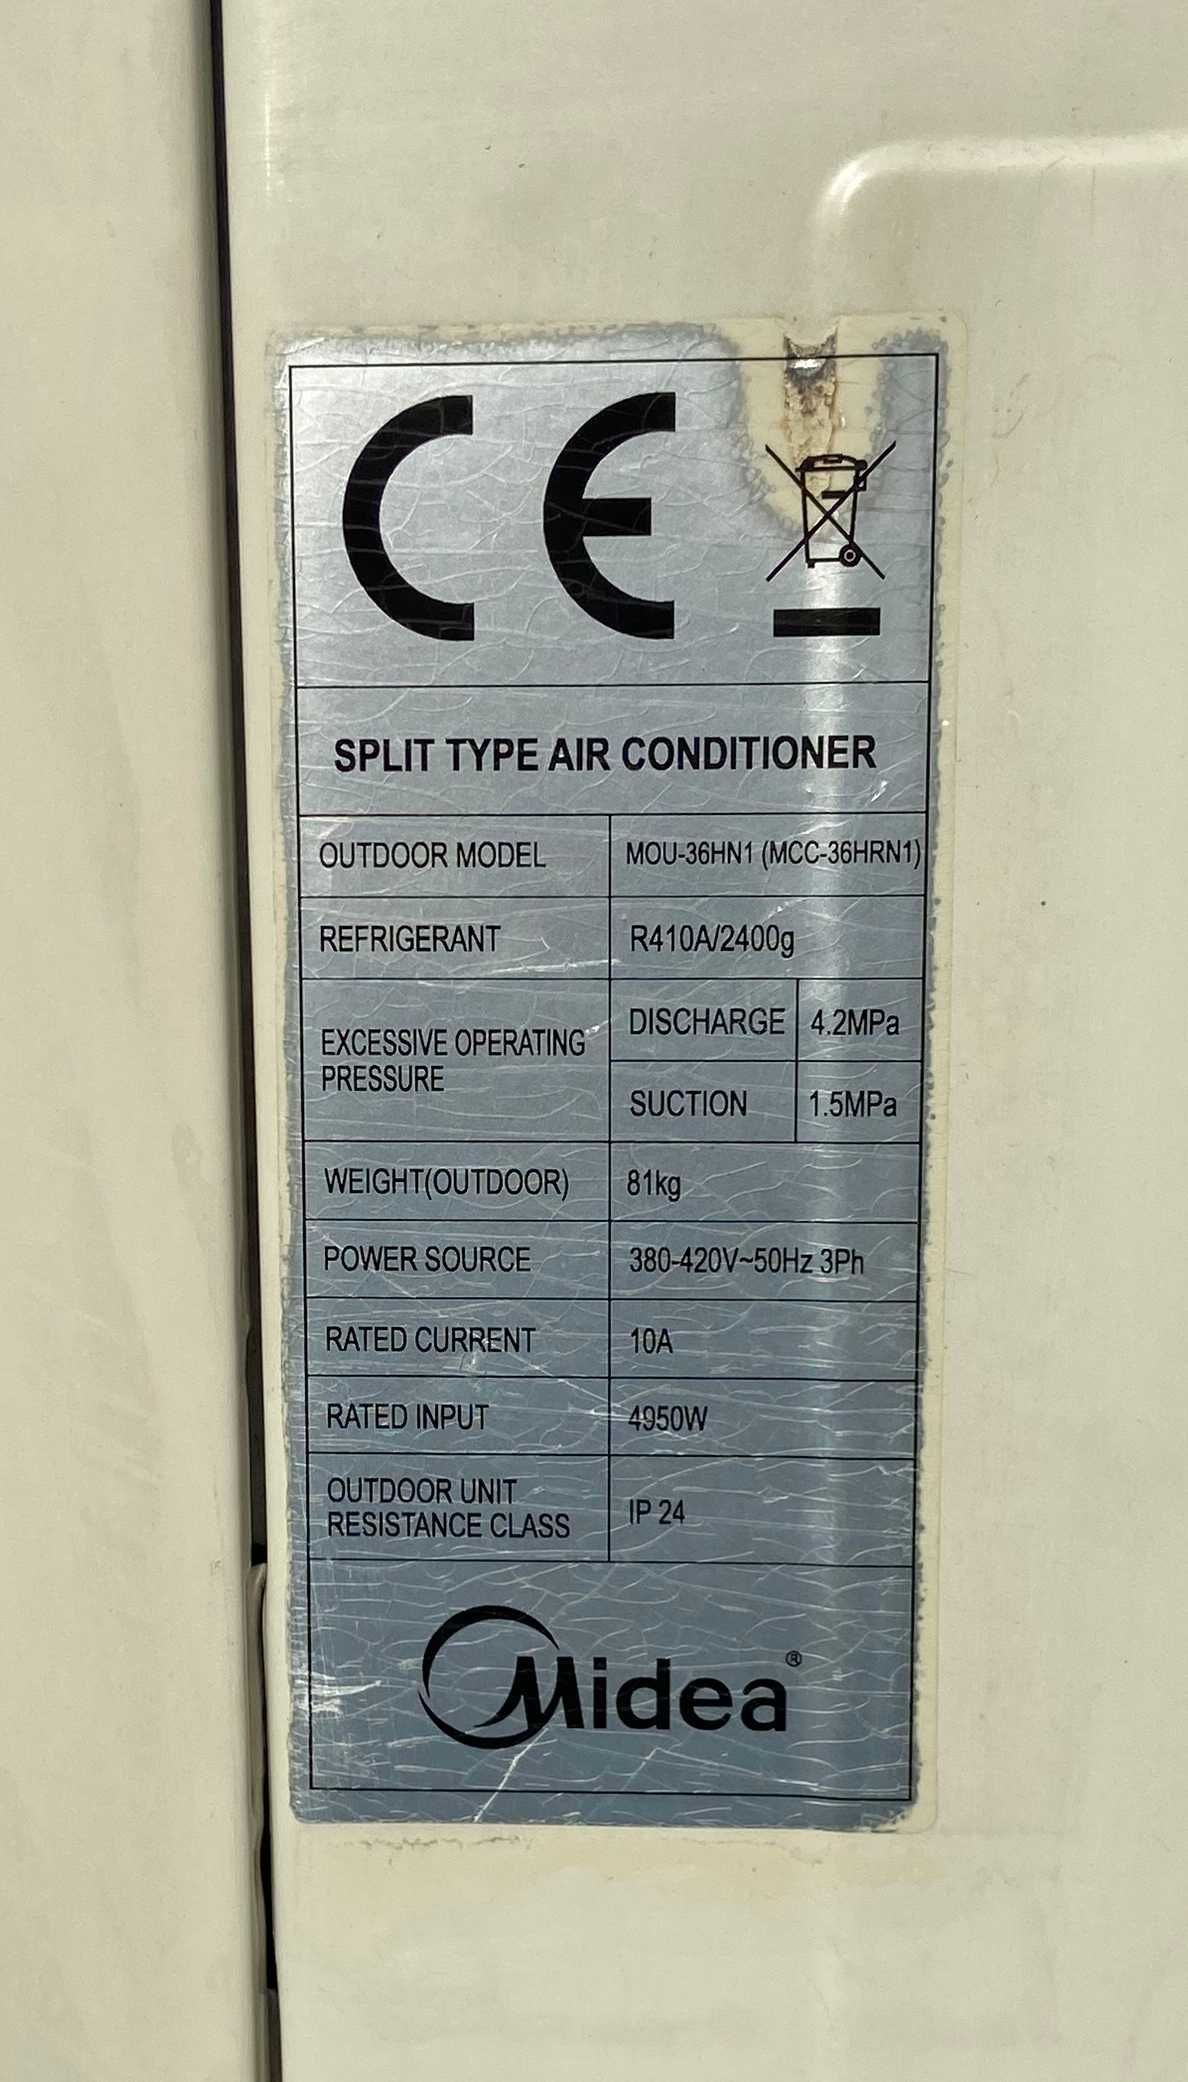 CE
SPLIT TYPE AIR CONDITIONER
OUTDOOR MODEL MOU-36HN1 (MCC-36HRN1)
REFRIGERANT R410A/2400g
EXCESSIVE OPERATING PRESSURE DISCHARGE 4.2MPa
SUCTION 1.5MPa
WEIGHT(OUTDOOR) 81kg
POWER SOURCE 380-420V~50Hz 3Ph
RATED CURRENT 10A
RATED INPUT 4950W
OUTDOOR UNIT
RESISTANCE CLASS IP 24
Midea®